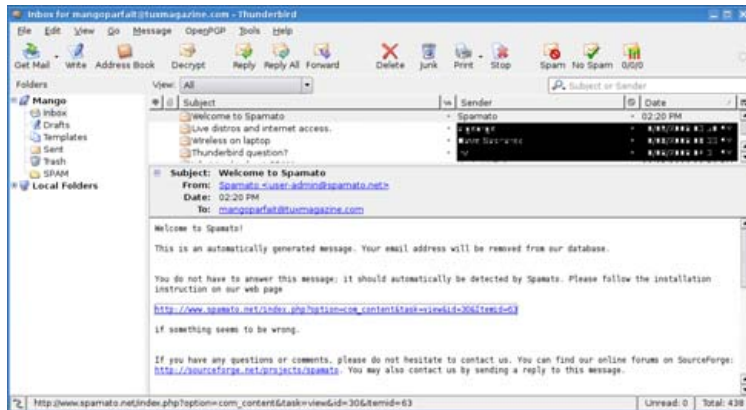 Inbox for mangoparfait@tuxmagazine.com - Thunderbird
File Edit View Go Message OpenPGP Tools Help
Get Mail Write Address Book Decrypt Reply Reply All Forward Delete Junk Print Stop Spam No Spam 0/0/0
Folders View: All Subject or Sender
Subject Sender Date
Mango
Inbox
Drafts
Templates
Sent
Trash
SPAM
Local Folders
Welcome to Spamato Spamato 02:20 PM
Live distros and internet access.
Wireless on laptop
Thunderbird question?
Subject: Welcome to Spamato
From: Spamato <user-admin@spamato.net>
Date: 02:20 PM
To: mangoparfait@tuxmagazine.com
Welcome to Spamato!
This is an automatically generated message. Your email address will be removed from our database.
You do not have to answer this message; it should automatically be detected by Spamato. Please follow the installation
instruction on our web page
http://www.spamato.net/index.php?option=com_content&task=view&id=30&Itemid=63
if something seems to be wrong.
If you have any questions or comments, please do not hesitate to contact us. You can find our online forums on SourceForge:
http://sourceforge.net/projects/spamato. You may also contact us by sending a reply to this message.
http://www.spamato.net/index.php?option=com_content&task=view&id=30&Itemid=63 Unread: 0 Total: 438